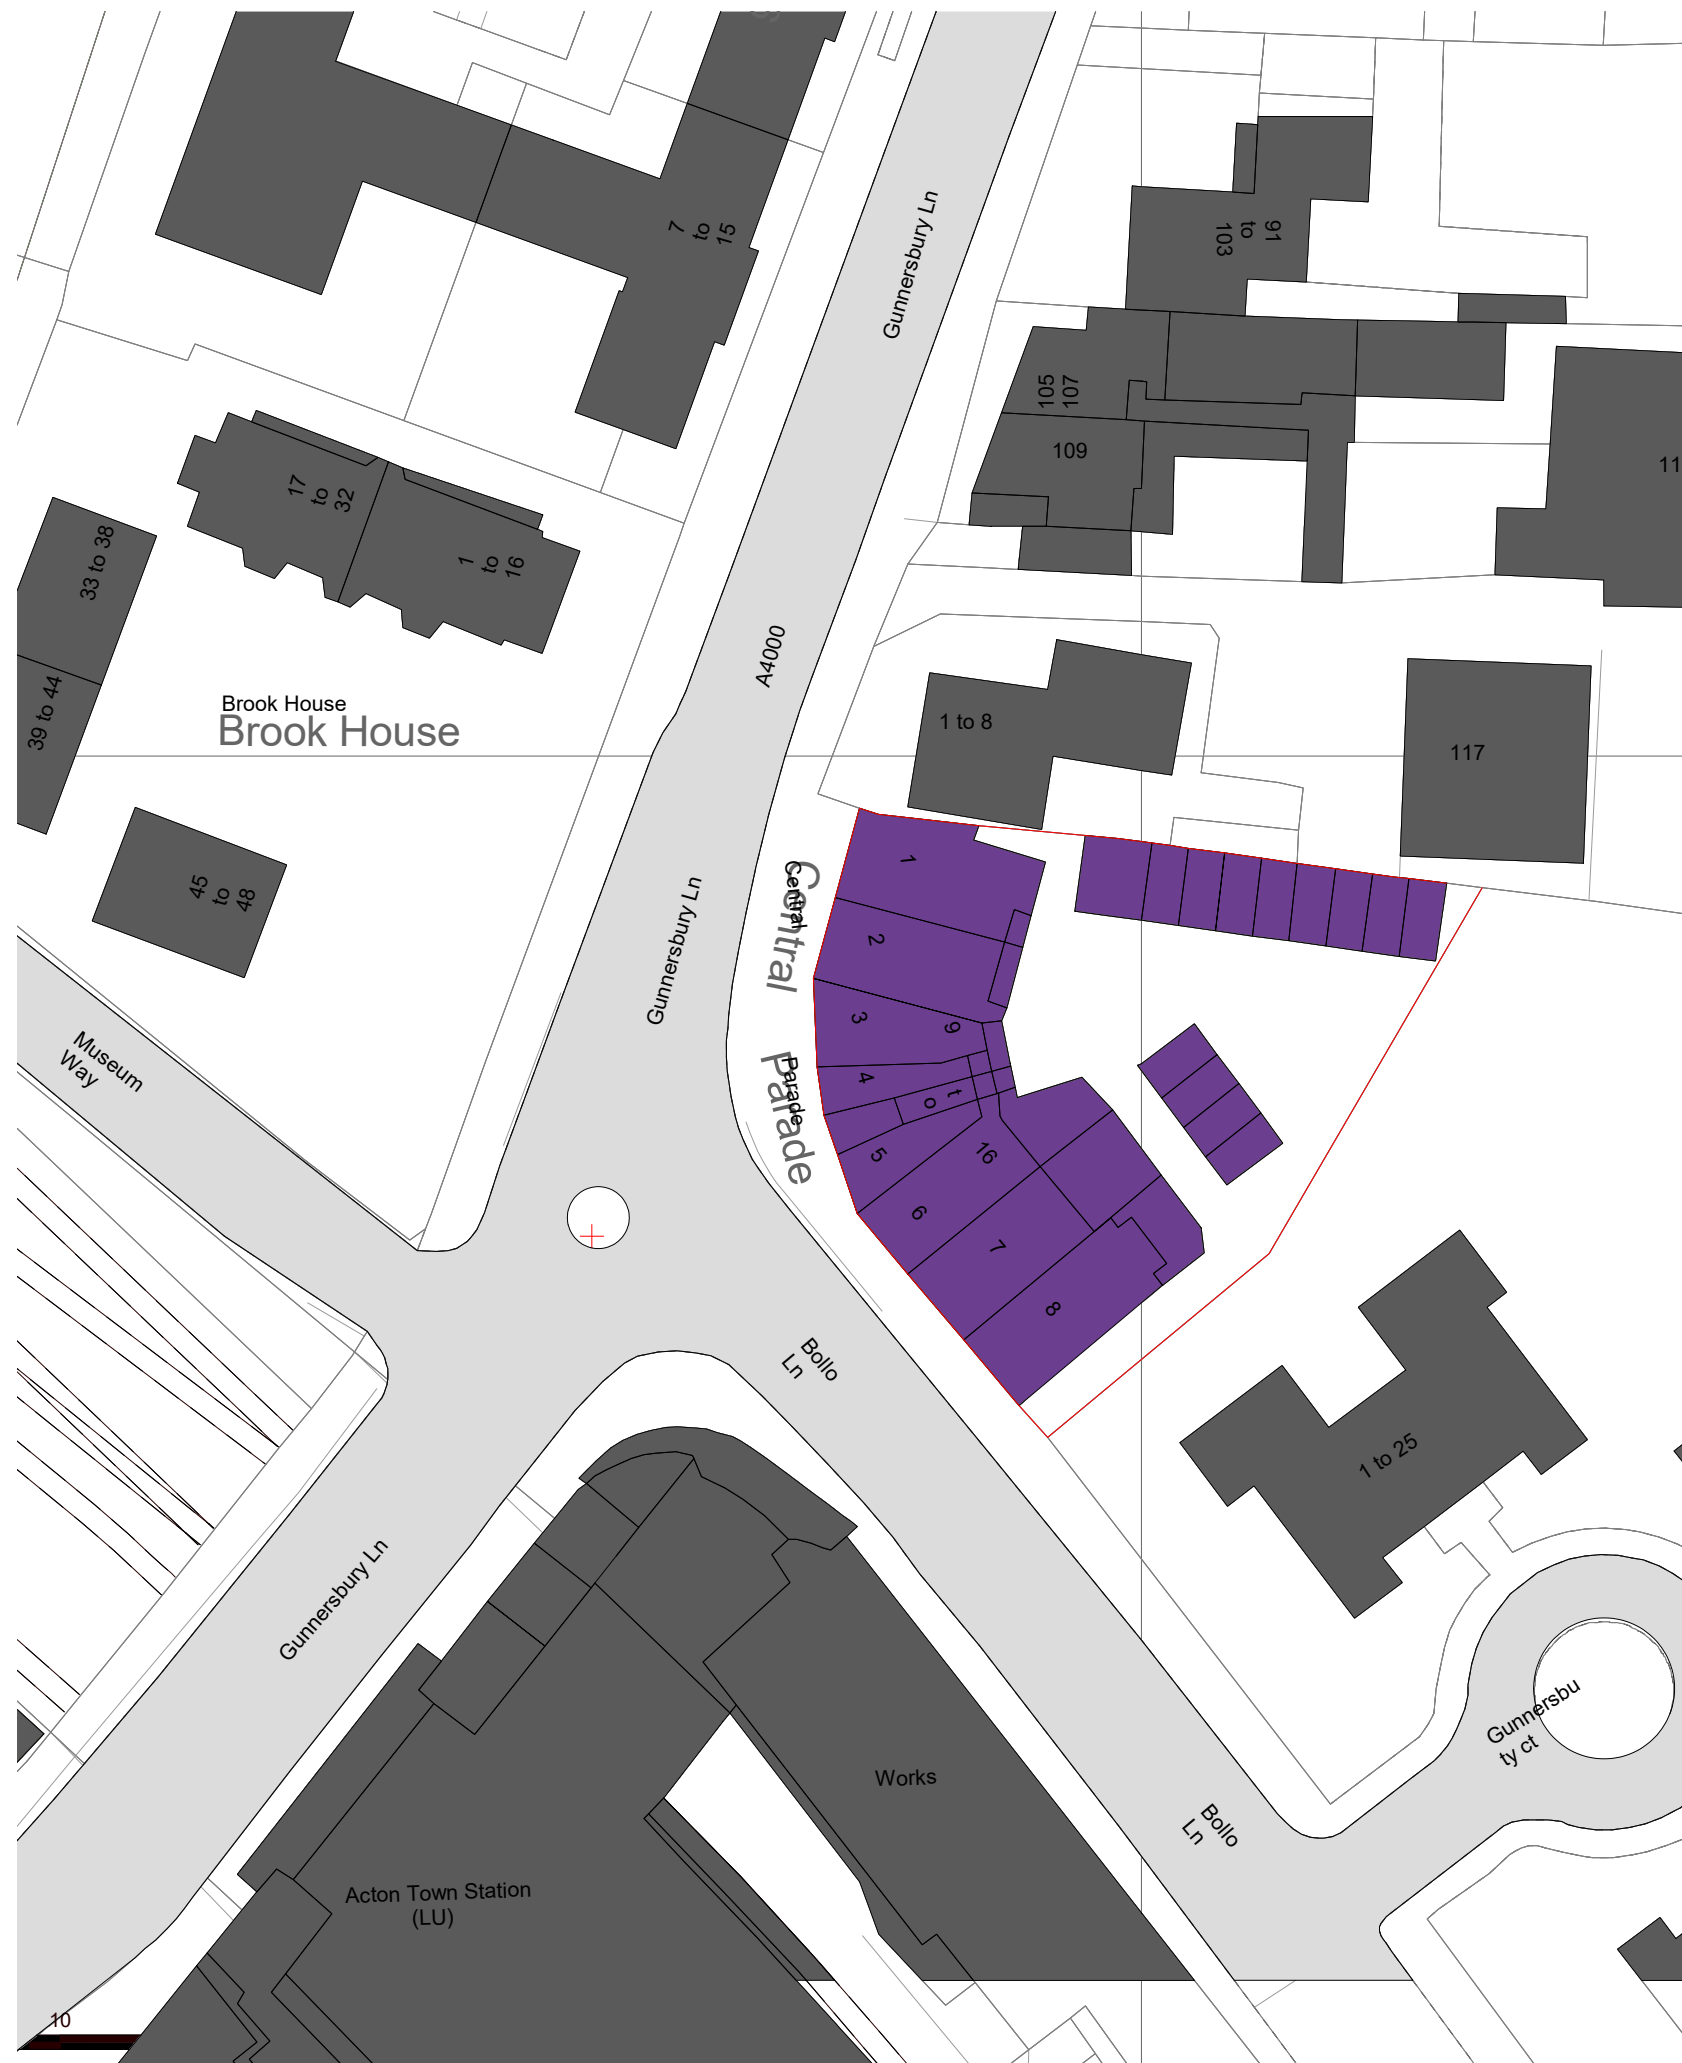 7
to
15
Gunnersbury Ln
91
to
103
105
107
109
11
17
to
32
1
to
16
33 to 38
39 to 44
A4000
Brook House
Brook House
1 to 8
117
45
to
48
Central
Parade
Central
Parade
Gunnersbury Ln
1
2
3
9
4
t
o
5
16
6
7
8
Museum
Way
Bollo
Ln
1 to 25
Gunnersbury Ln
Gunnersbu
ty ct
Works
Bollo
Ln
Acton Town Station
(LU)
10